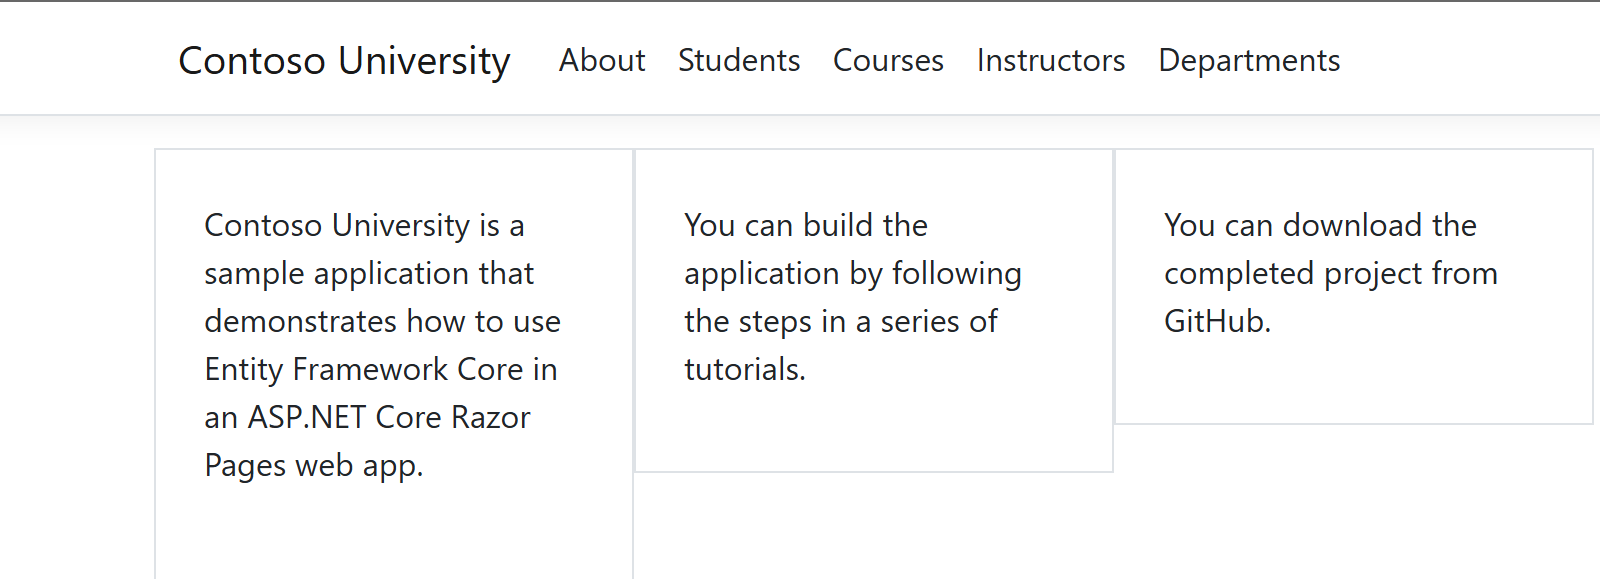 Contoso University About Students Courses Instructors Departments
Contoso University is a
sample application that
demonstrates how to use
Entity Framework Core in
an ASP.NET Core Razor
Pages web app.
You can build the
application by following
the steps in a series of
tutorials.
You can download the
completed project from
GitHub.